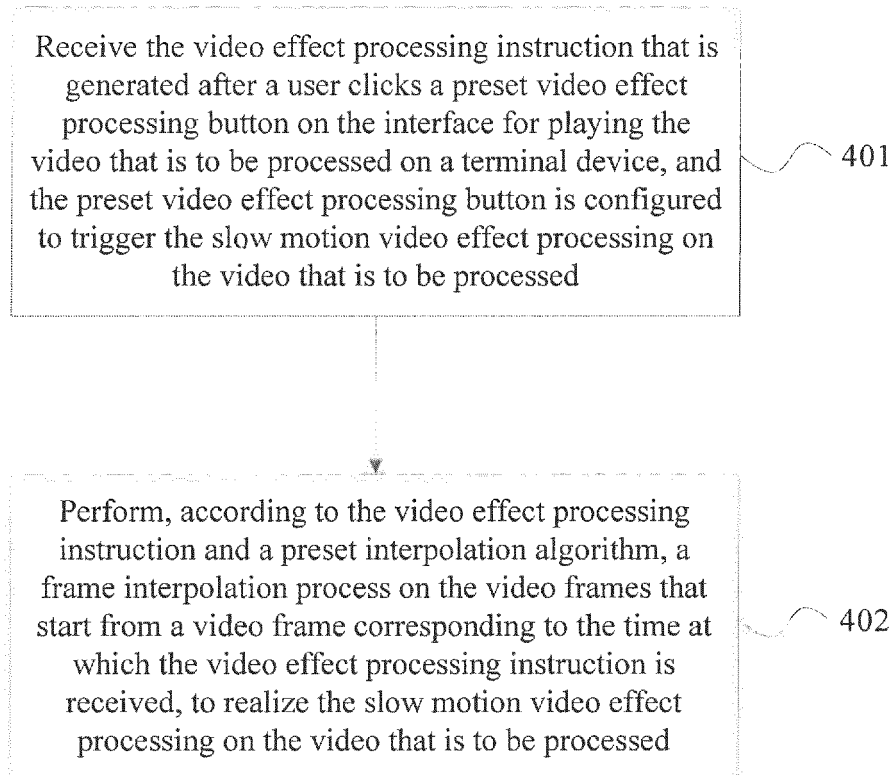 Receive the video effect processing instruction that is
generated after a user clicks a preset video effect
processing button on the interface for playing the
video that is to be processed on a terminal device, and
the preset video effect processing button is configured
to trigger the slow motion video effect processing on
the video that is to be processed
401
Perform, according to the video effect processing
instruction and a preset interpolation algorithm, a
frame interpolation process on the video frames that
start from a video frame corresponding to the time at
which the video effect processing instruction is
received, to realize the slow motion video effect
processing on the video that is to be processed
402